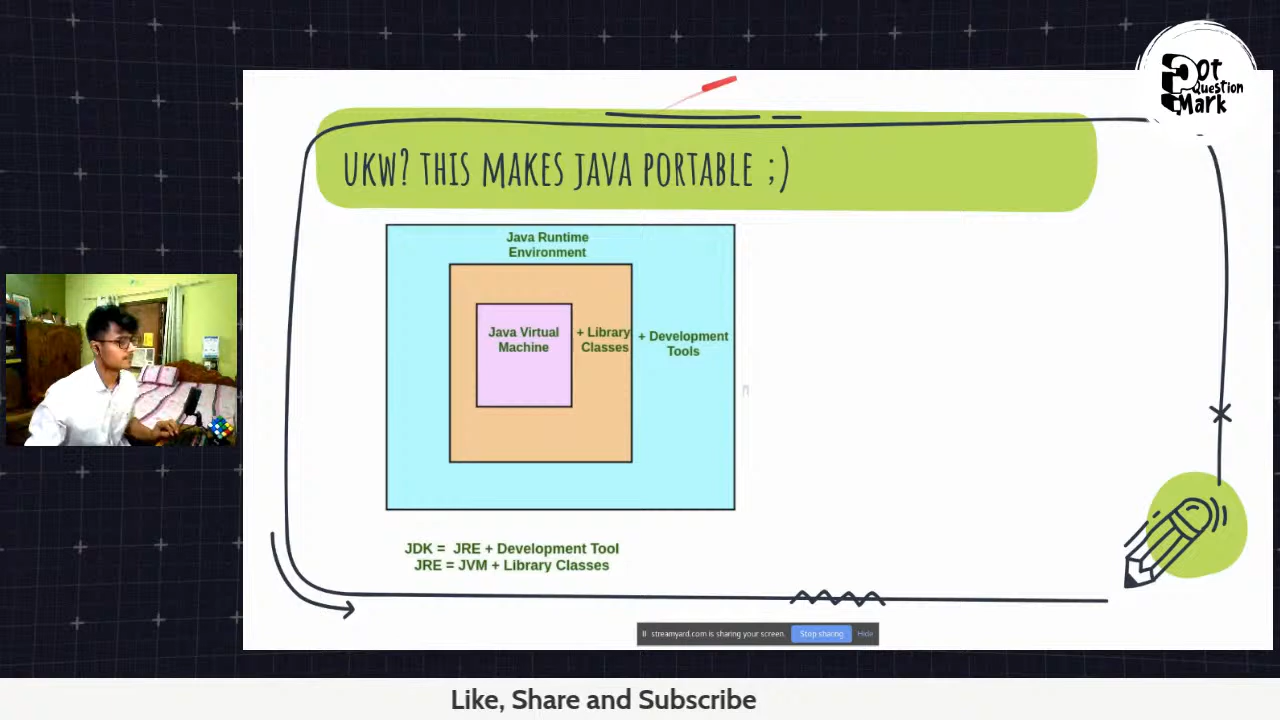 Dot
Question
Mark
UKW? THIS MAKES JAVA PORTABLE ;)
Java Runtime
Environment
Java Virtual
Machine
+ Library
Classes
+ Development
Tools
JDK = JRE + Development Tool
JRE = JVM + Library Classes
streamyard.com is sharing your screen.
Stop sharing
Hide
Like, Share and Subscribe